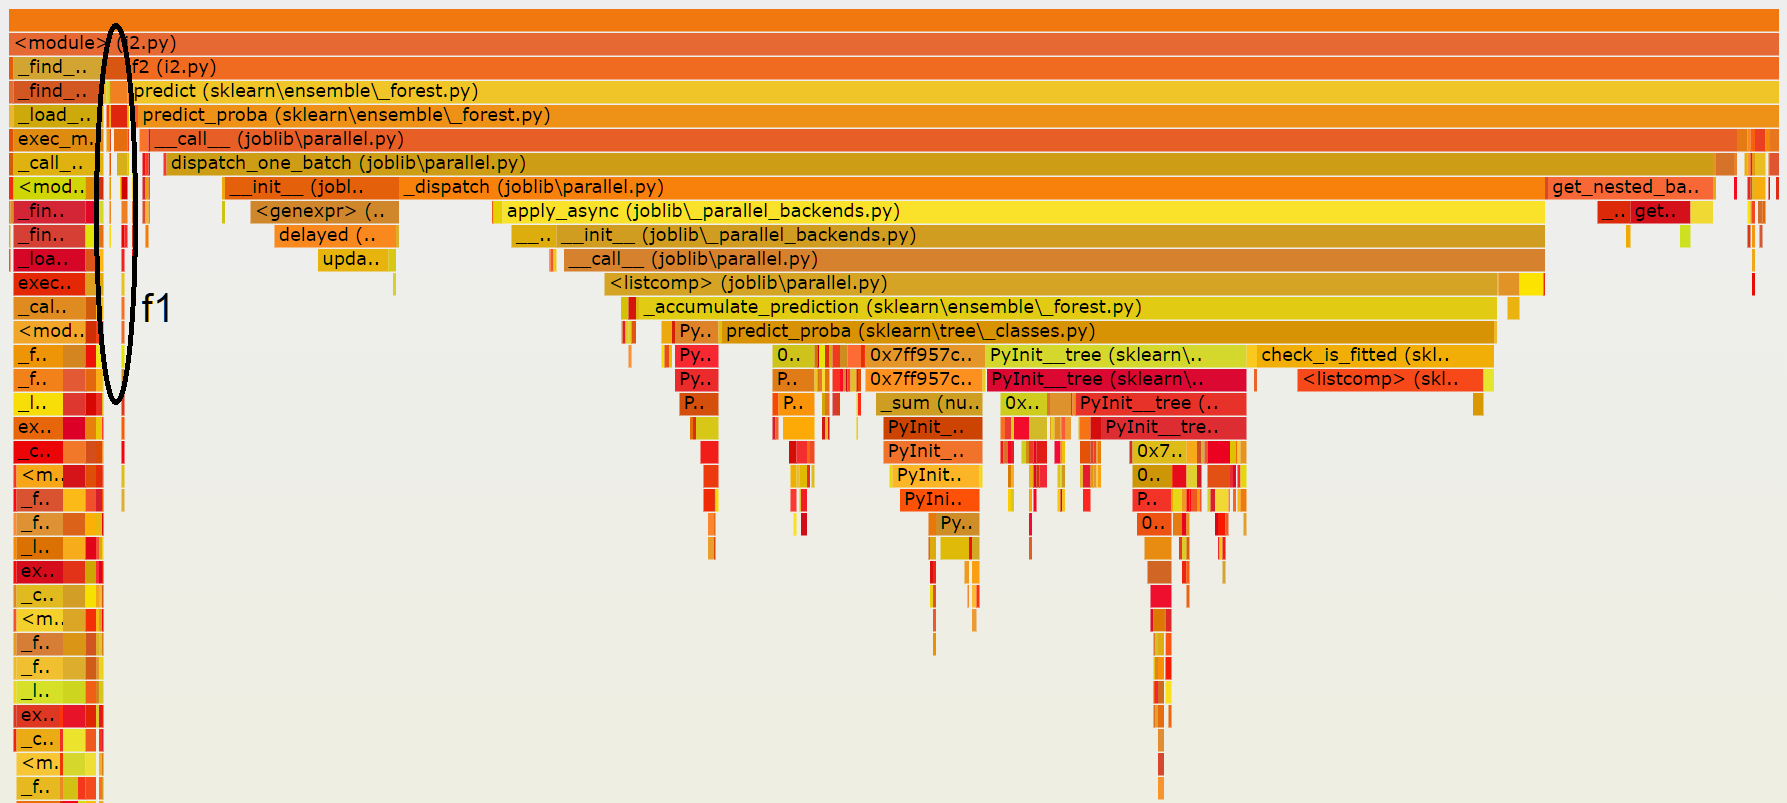 <module> (i2.py)
_find_.. f2 (i2.py)
_find_.. predict (sklearn\ensemble\_forest.py)
_load_.. predict_proba (sklearn\ensemble\_forest.py)
exec_m.. __call__ (joblib\parallel.py)
_call_.. dispatch_one_batch (joblib\parallel.py)
<mod.. __init__ (jobl.. _dispatch (joblib\parallel.py) get_nested_ba..
_fin.. <genexpr> (.. apply_async (joblib\_parallel_backends.py) _.. get..
_fin.. delayed (.. __.. __init__ (joblib\_parallel_backends.py)
_loa.. upda.. __call__ (joblib\parallel.py)
exec.. <listcomp> (joblib\parallel.py)
_cal.. f1 _accumulate_prediction (sklearn\ensemble\_forest.py)
<mod.. Py.. predict_proba (sklearn\tree\_classes.py)
_f.. Py.. 0.. 0x7ff957c.. PyInit__tree (sklearn\.. check_is_fitted (skl..
_f.. Py.. P.. 0x7ff957c.. PyInit__tree (sklearn\.. <listcomp> (skl..
_l.. P.. P.. _sum (nu.. 0x.. PyInit__tree (..
ex.. PyInit_.. PyInit__tre..
_c.. PyInit_.. 0x7..
<m.. PyInit.. 0..
_f.. PyIni.. P..
_f.. Py.. 0..
_l..
ex..
_c..
<m..
_f..
_f..
_l..
ex..
_c..
<m.
_f..